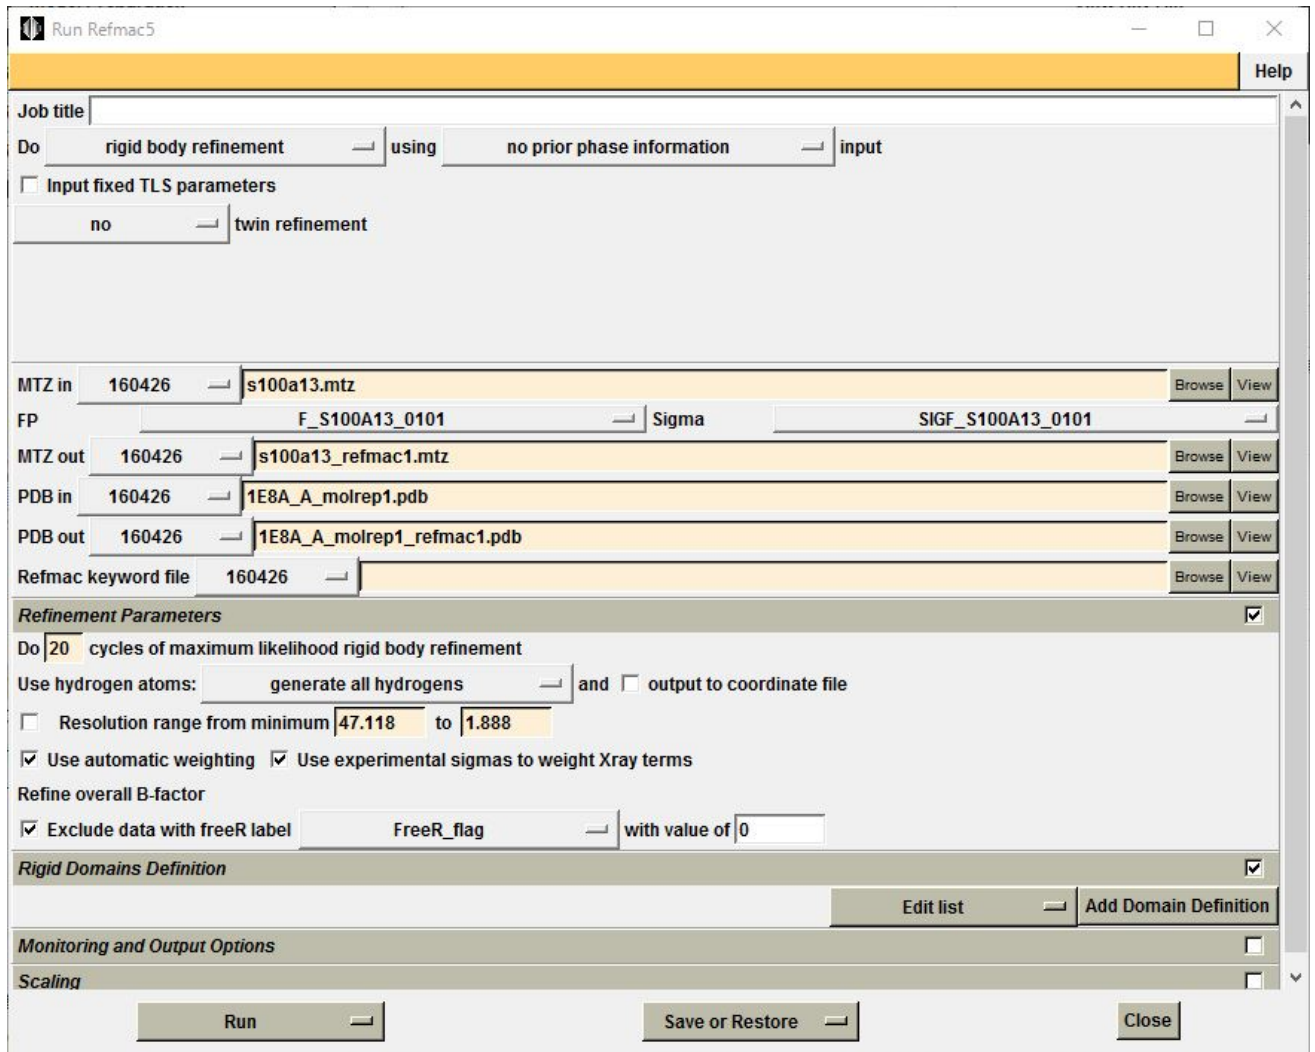 Run Refmac5
Help
Job title
Do rigid body refinement using no prior phase information input
Input fixed TLS parameters
no twin refinement
MTZ in 160426 s100a13.mtz Browse View
FP F_S100A13_0101 Sigma SIGF_S100A13_0101
MTZ out 160426 s100a13_refmac1.mtz Browse View
PDB in 160426 1E8A_A_molrep1.pdb Browse View
PDB out 160426 1E8A_A_molrep1_refmac1.pdb Browse View
Refmac keyword file 160426 Browse View
Refinement Parameters
Do 20 cycles of maximum likelihood rigid body refinement
Use hydrogen atoms: generate all hydrogens and output to coordinate file
Resolution range from minimum 47.118 to 1.888
Use automatic weighting Use experimental sigmas to weight Xray terms
Refine overall B-factor
Exclude data with freeR label FreeR_flag with value of 0
Rigid Domains Definition
Edit list Add Domain Definition
Monitoring and Output Options
Scaling
Run Save or Restore Close